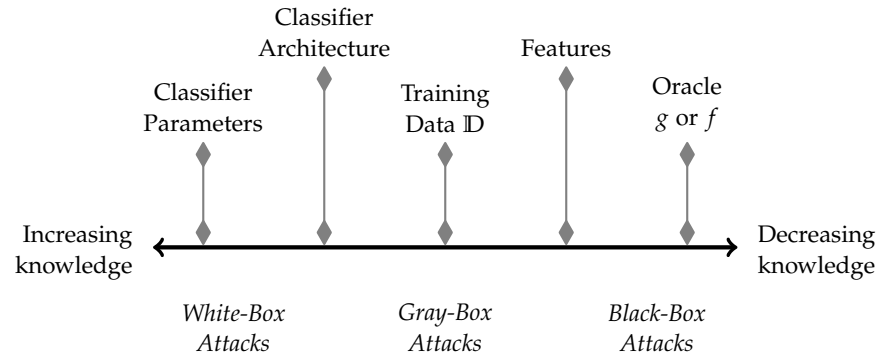 Classifier
Architecture
Features
Classifier
Parameters
Training
Data 𝔻
Oracle
g or f
Increasing
knowledge
Decreasing
knowledge
White-Box
Attacks
Gray-Box
Attacks
Black-Box
Attacks